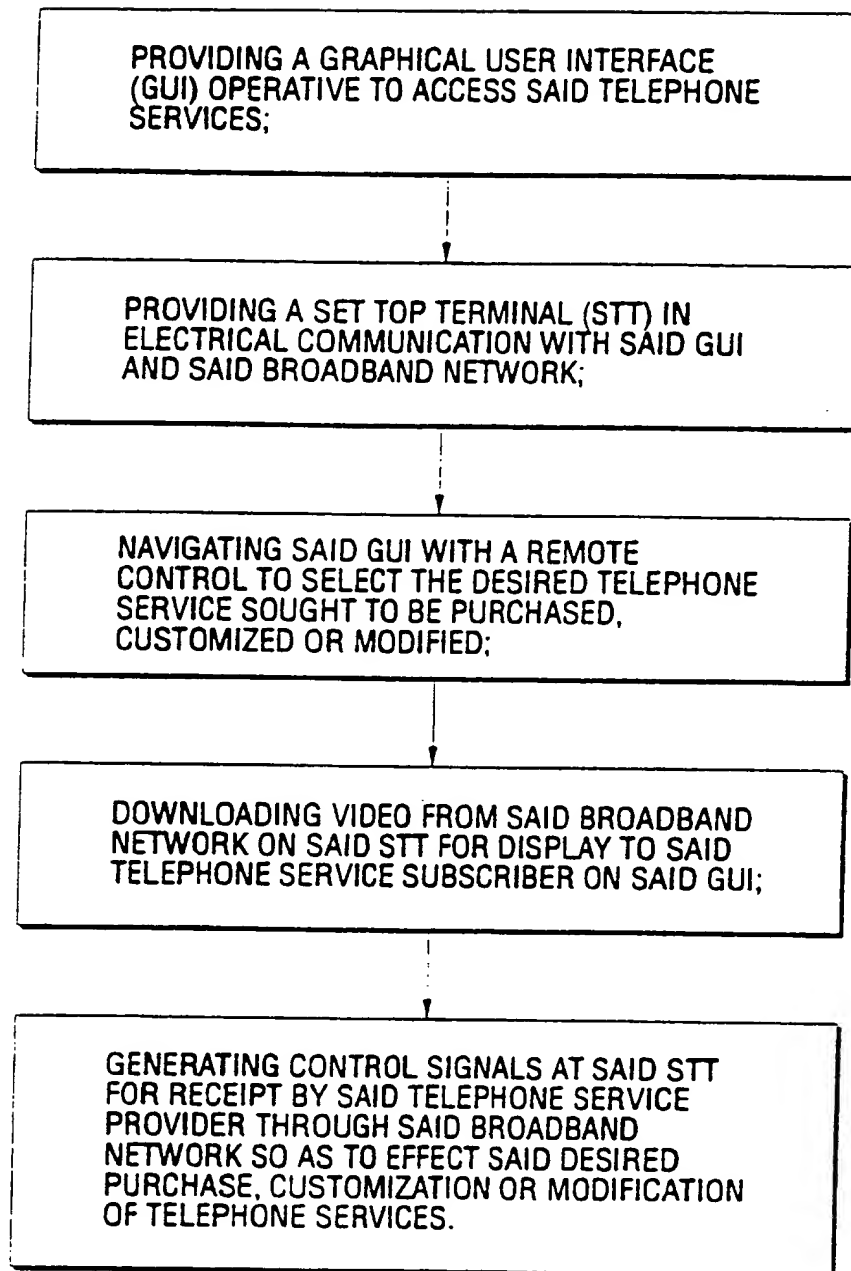 PROVIDING A GRAPHICAL USER INTERFACE
(GUI) OPERATIVE TO ACCESS SAID TELEPHONE
SERVICES;
PROVIDING A SET TOP TERMINAL (STT) IN
ELECTRICAL COMMUNICATION WITH SAID GUI
AND SAID BROADBAND NETWORK;
NAVIGATING SAID GUI WITH A REMOTE
CONTROL TO SELECT THE DESIRED TELEPHONE
SERVICE SOUGHT TO BE PURCHASED,
CUSTOMIZED OR MODIFIED;
DOWNLOADING VIDEO FROM SAID BROADBAND
NETWORK ON SAID STT FOR DISPLAY TO SAID
TELEPHONE SERVICE SUBSCRIBER ON SAID GUI;
GENERATING CONTROL SIGNALS AT SAID STT
FOR RECEIPT BY SAID TELEPHONE SERVICE
PROVIDER THROUGH SAID BROADBAND
NETWORK SO AS TO EFFECT SAID DESIRED
PURCHASE, CUSTOMIZATION OR MODIFICATION
OF TELEPHONE SERVICES.